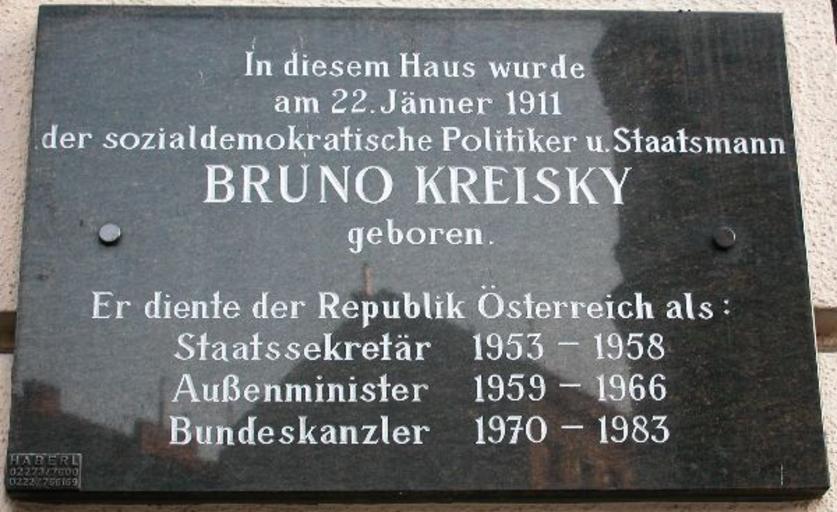 In diesem Haus wurde
am 22. Jänner 1911
der sozialdemokratische Politiker u. Staatsmann
BRUNO KREISKY
geboren.
Er diente der Republik Österreich als:
Staatssekretär 1953 – 1958
Außenminister 1959 – 1966
Bundeskanzler 1970 – 1983
HABERL